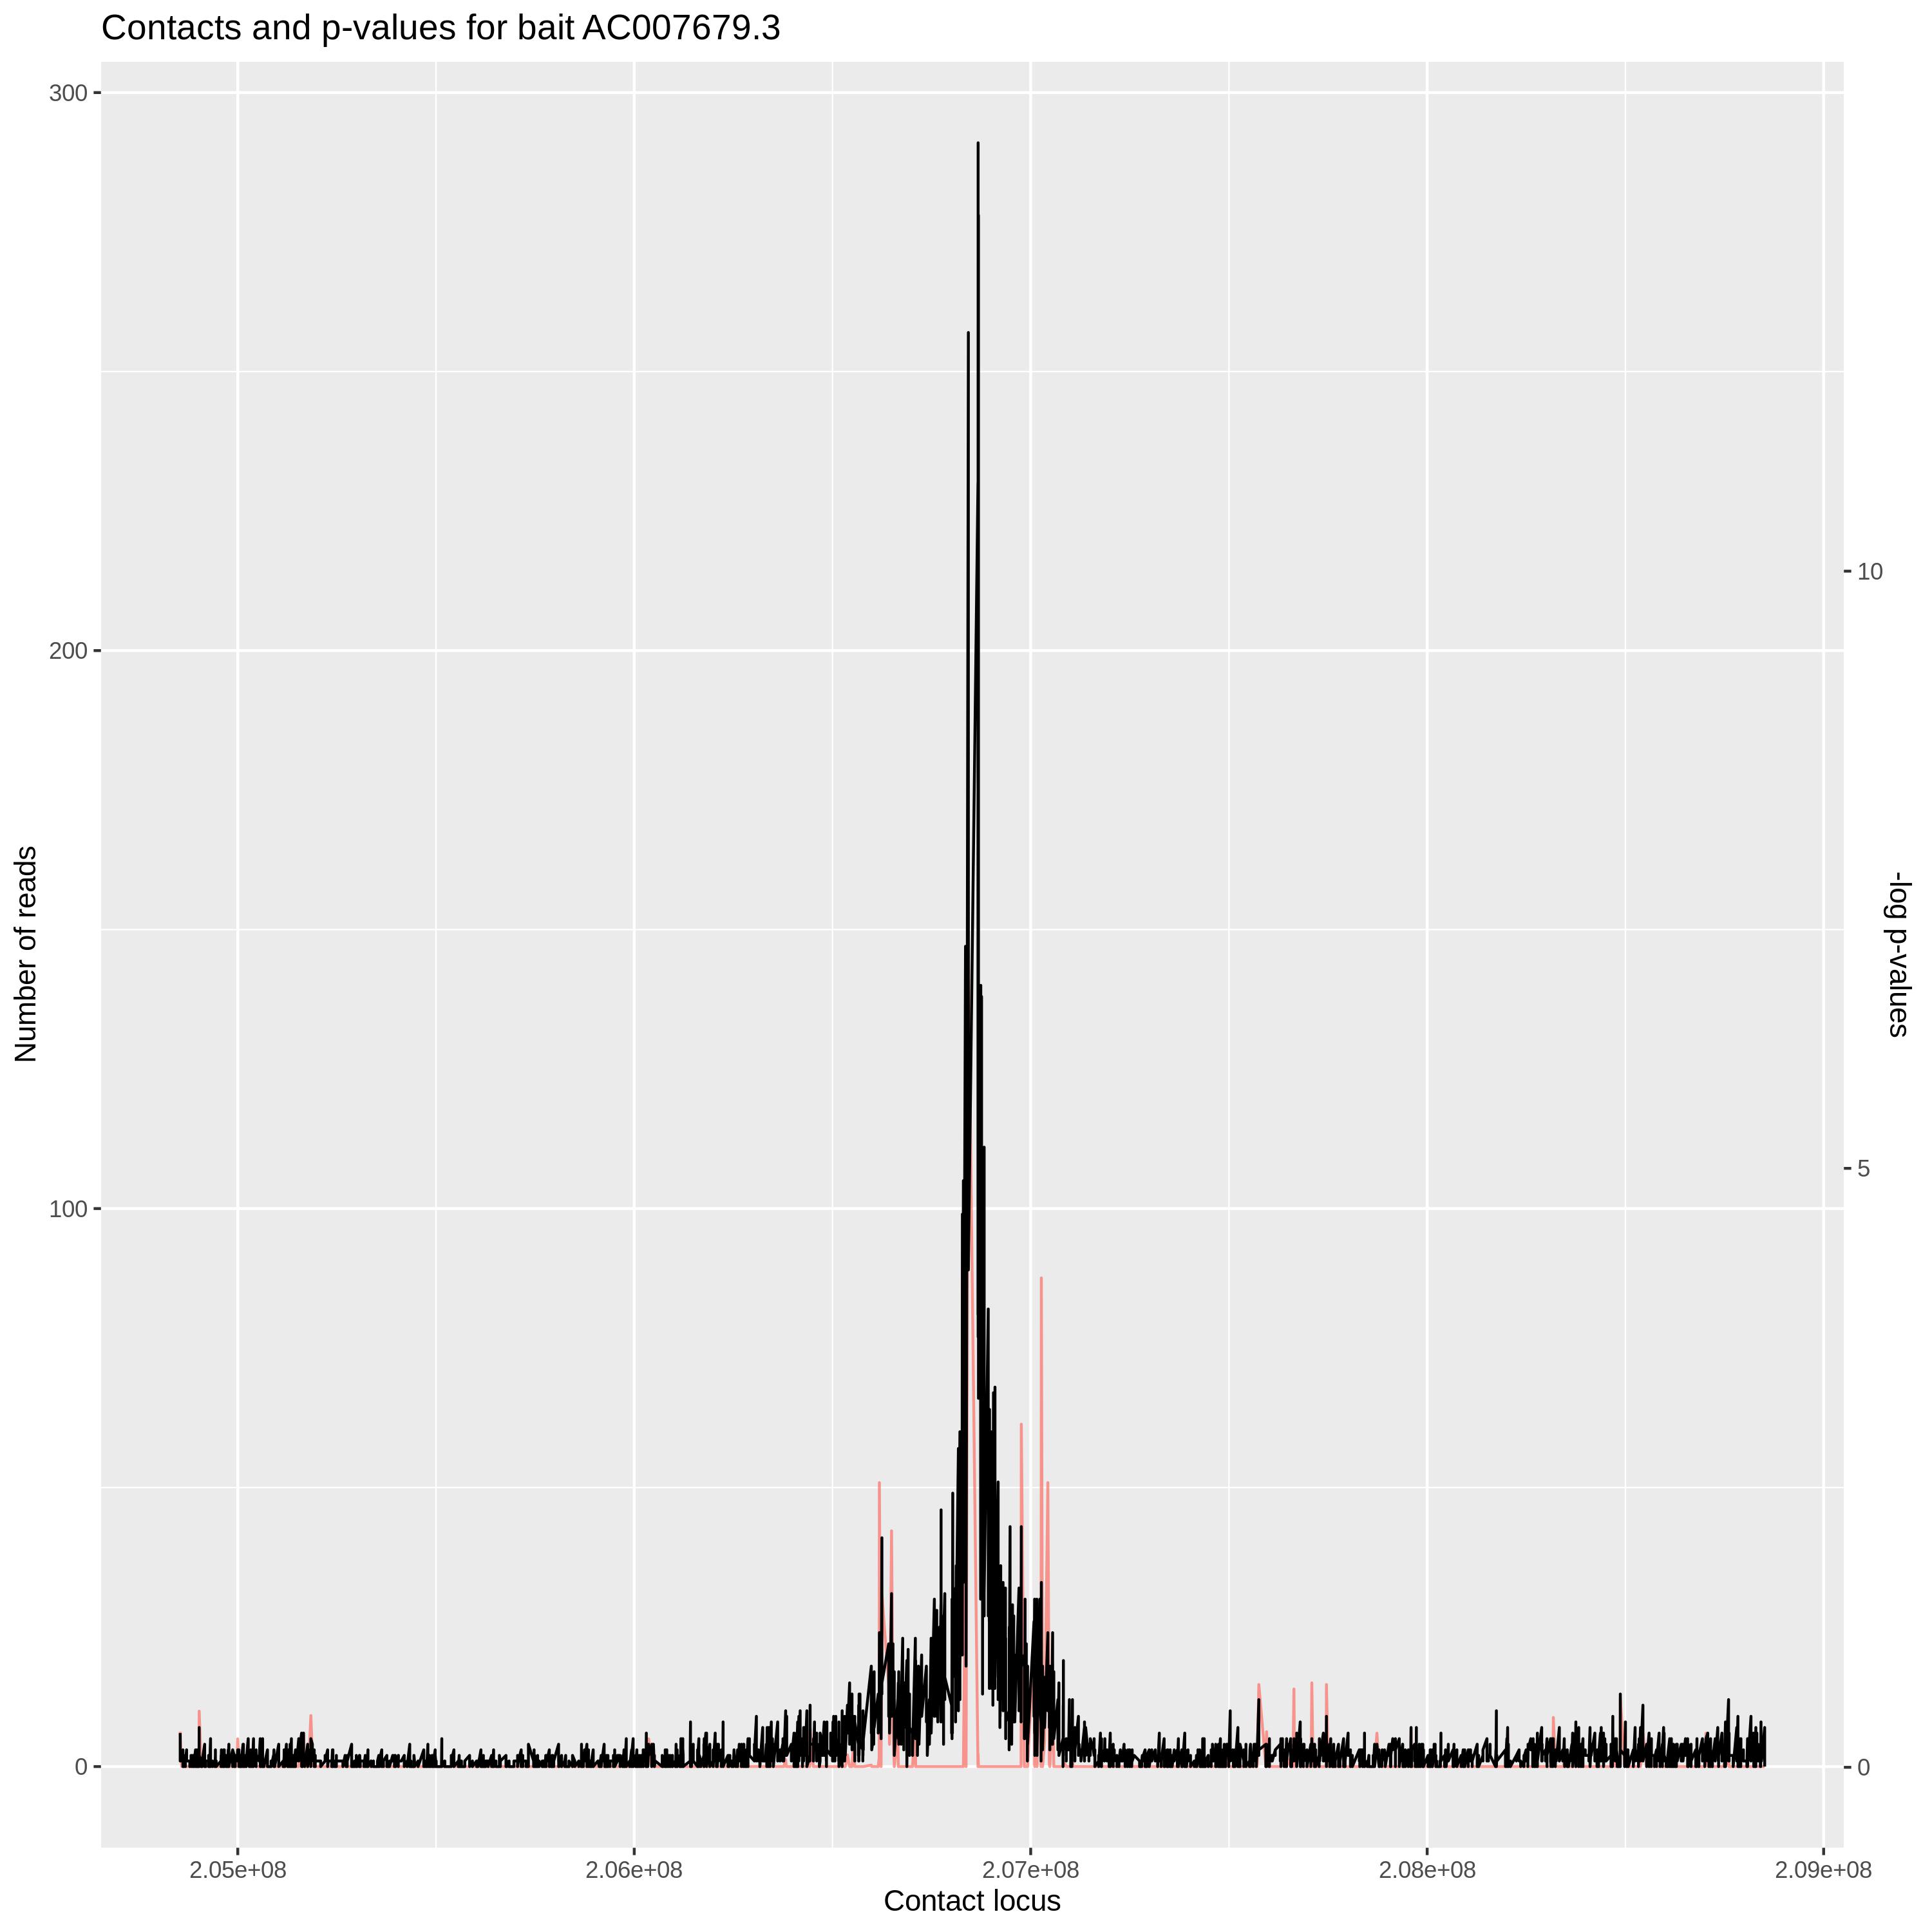 Contacts and p-values for bait AC007679.3
300
200
100
0
10
5
0
Number of reads
-log p-values
2.05e+08
2.06e+08
2.07e+08
2.08e+08
2.09e+08
Contact locus